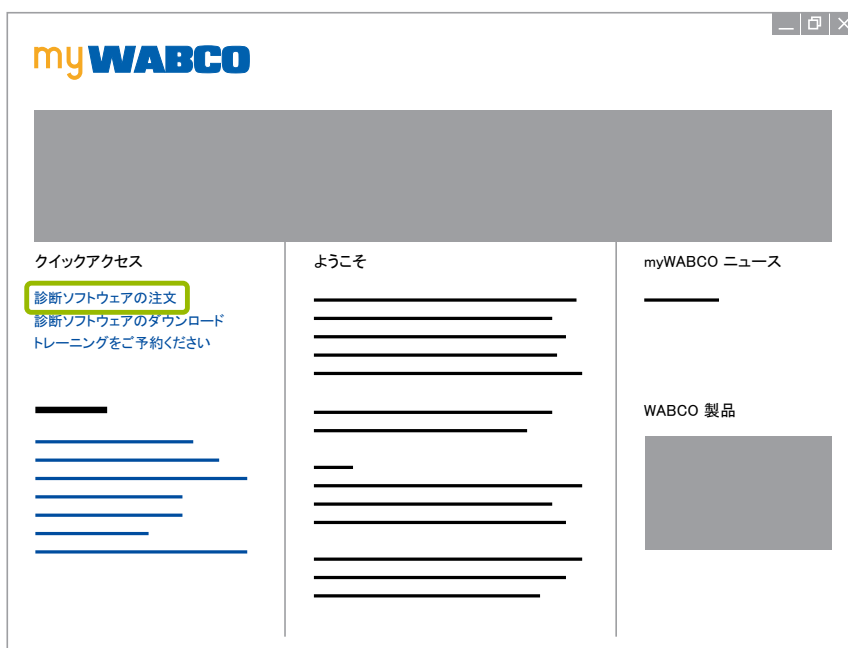 myWABCO
クイックアクセス
診断ソフトウェアの注文
診断ソフトウェアのダウンロード
トレーニングをご予約ください
ようこそ
myWABCO ニュース
WABCO 製品